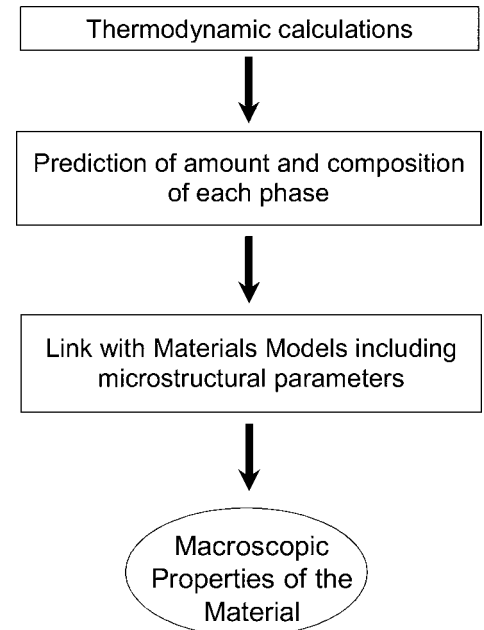 Thermodynamic calculations
Prediction of amount and composition
of each phase
Link with Materials Models including
microstructural parameters
Macroscopic
Properties of the
Material